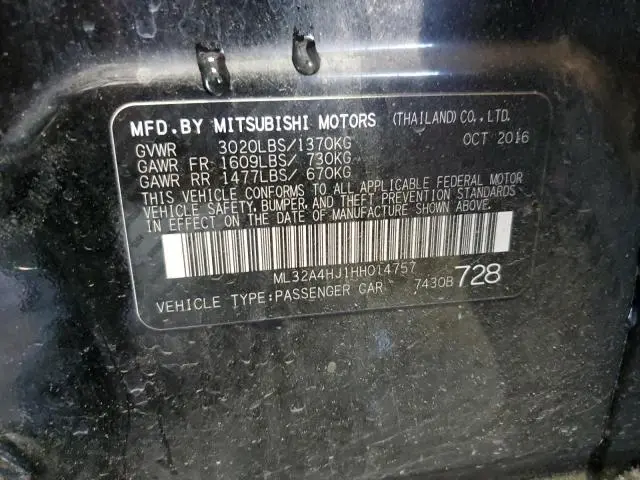 MFD.BY MITSUBISHI MOTORS (THAILAND)CO.,LTD.
GVWR 3020LBS/1370KG OCT 2016
GAWR FR 1609LBS/ 730KG
GAWR RR 1477LBS/ 670KG
THIS VEHICLE CONFORMS TO ALL APPLICABLE FEDERAL MOTOR
VEHICLE SAFETY, BUMPER, AND THEFT PREVENTION STANDARDS
IN EFFECT ON THE DATE OF MANUFACTURE SHOWN ABOVE.
ML32A4HJ1HH014757
VEHICLE TYPE:PASSENGER CAR 7430B 728